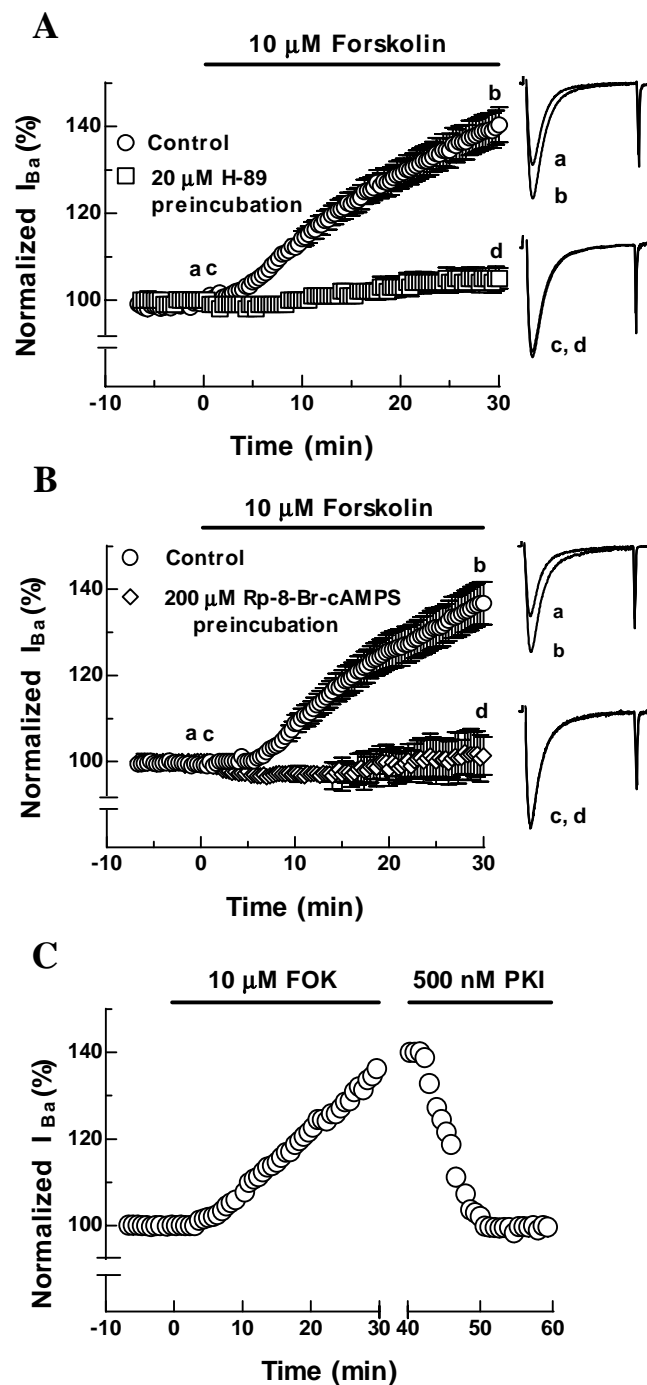 A
10 µM Forskolin
Normalized I Ba (%)
140
120
100
Control
20 µM H-89
preincubation
a c
b
d
a
b
c, d
-10 0 10 20 30
Time (min)
B
10 µM Forskolin
Normalized I Ba (%)
140
120
100
Control
200 µM Rp-8-Br-cAMPS
preincubation
a c
b
d
a
b
c, d
-10 0 10 20 30
Time (min)
C
10 µM FOK 500 nM PKI
Normalized I Ba (%)
140
120
100
-10 0 10 20 30 40 50 60
Time (min)